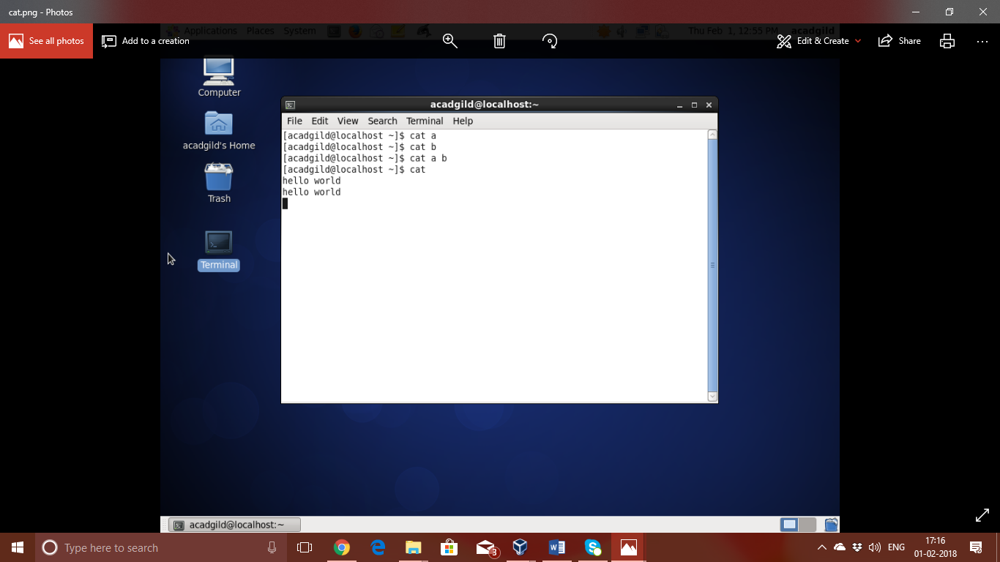 cat.png - Photos
See all photos
Add to a creation
Edit & Create
Share
Applications Places System
Thu Feb 1, 12:55 PM acadgild
Computer
acadgild's Home
Trash
Terminal
acadgild@localhost:~
File Edit View Search Terminal Help
[acadgild@localhost ~]$ cat a
[acadgild@localhost ~]$ cat b
[acadgild@localhost ~]$ cat a b
[acadgild@localhost ~]$ cat
hello world
hello world
acadgild@localhost:~
Type here to search
3
ENG
17:16
01-02-2018